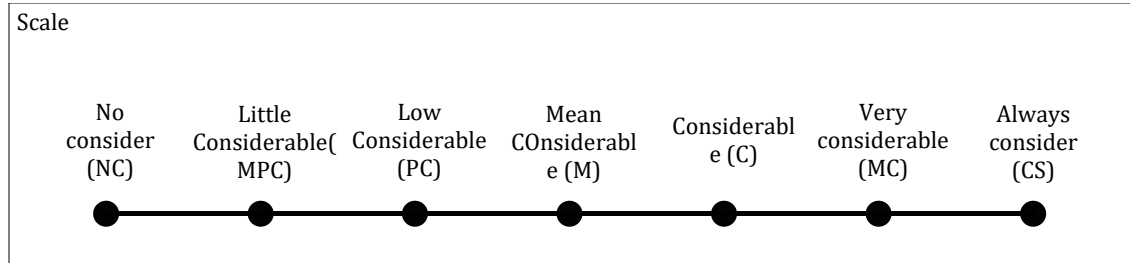 Scale
No
consider
(NC)
Little
Considerable(
MPC)
Low
Considerable
(PC)
Mean
COnsiderabl
e (M)
Considerabl
e (C)
Very
considerable
(MC)
Always
consider
(CS)